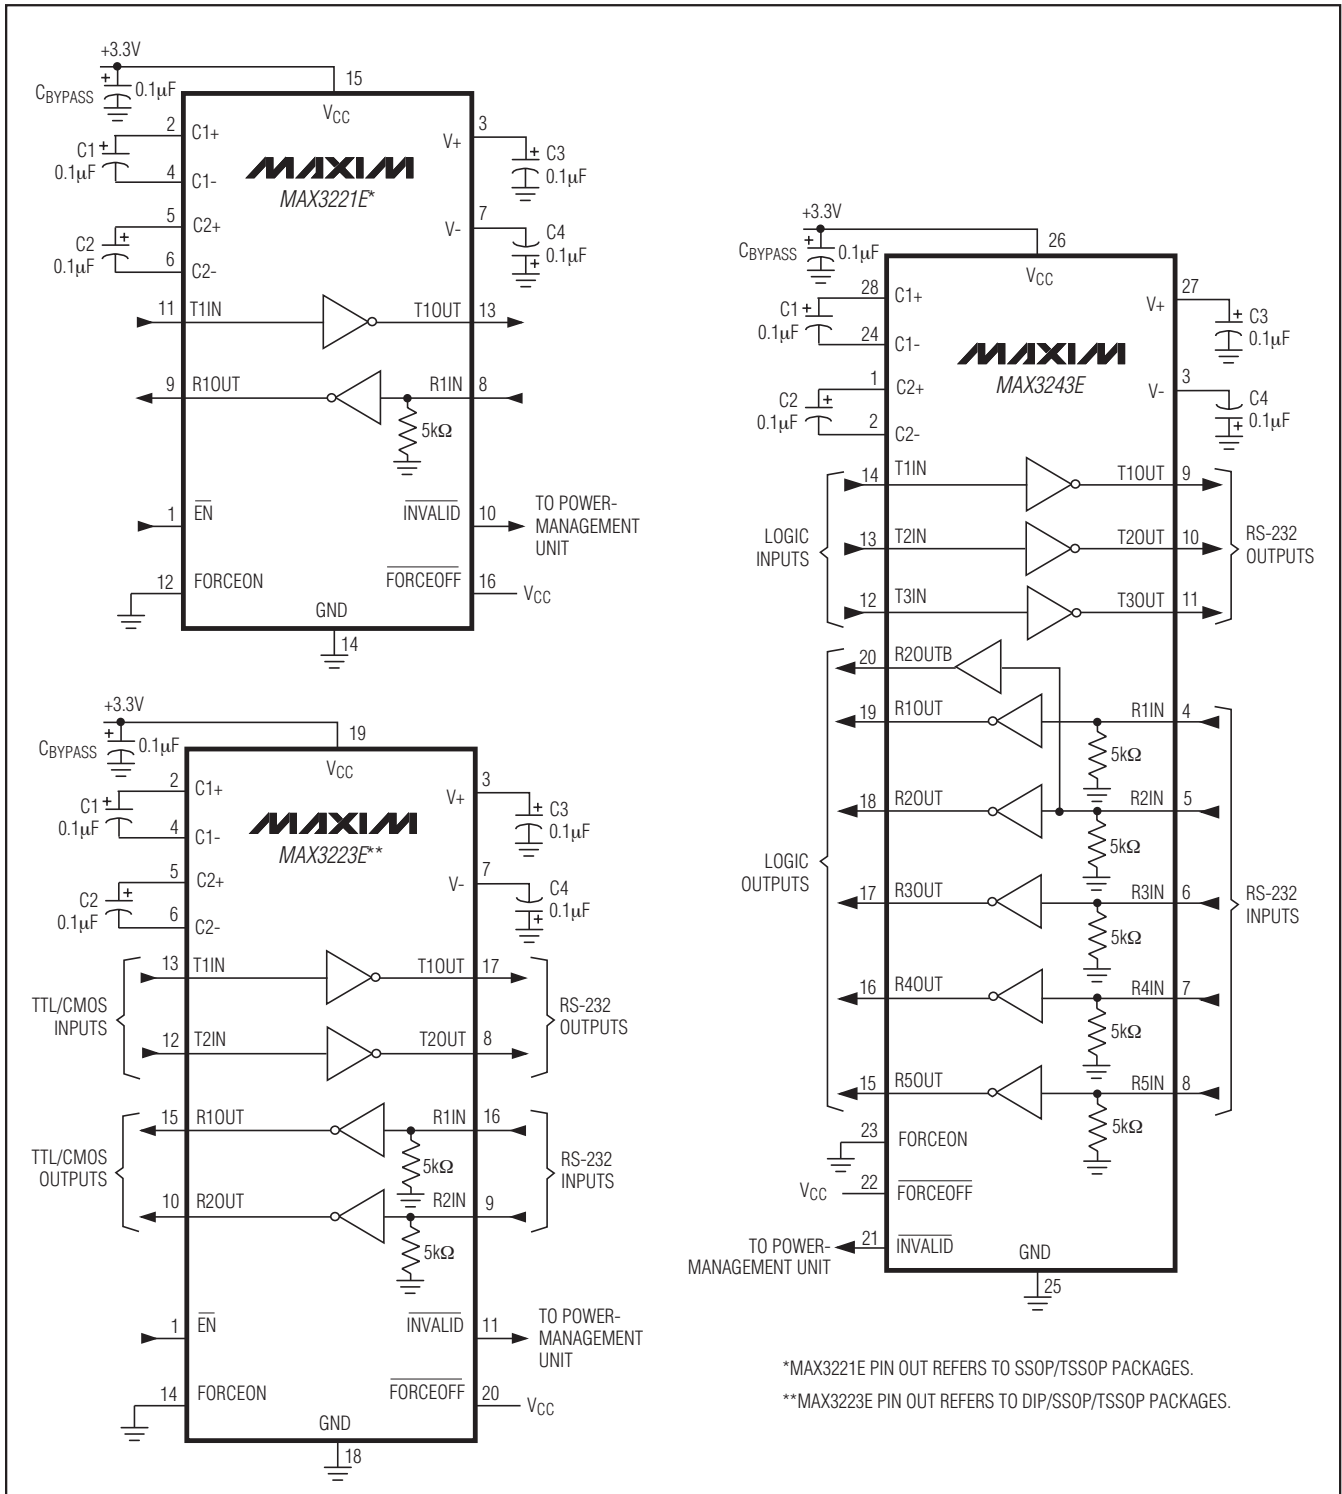 +3.3V
CBYPASS
+
0.1µF
15
VCC
2
C1+
C1
+
0.1µF
4
C1-
MAXIM
MAX3221E*
3
V+
+
C3
0.1µF
5
C2+
C2
+
0.1µF
6
C2-
7
V-
C4
0.1µF
+
11
T1IN
T1OUT
13
9
R1OUT
R1IN
8
5kΩ
1
EN
INVALID
10
TO POWER-
MANAGEMENT
UNIT
12
FORCEON
FORCEOFF
16
VCC
GND
14
+3.3V
CBYPASS
+
0.1µF
19
VCC
2
C1+
C1
+
0.1µF
4
C1-
MAXIM
MAX3223E**
3
V+
+
C3
0.1µF
5
C2+
C2
+
0.1µF
6
C2-
7
V-
C4
0.1µF
+
TTL/CMOS
INPUTS
13
T1IN
T1OUT
17
12
T2IN
T2OUT
8
RS-232
OUTPUTS
TTL/CMOS
OUTPUTS
15
R1OUT
R1IN
16
5kΩ
10
R2OUT
R2IN
9
5kΩ
RS-232
INPUTS
1
EN
INVALID
11
TO POWER-
MANAGEMENT
UNIT
14
FORCEON
FORCEOFF
20
VCC
GND
18
+3.3V
CBYPASS
+
0.1µF
26
VCC
28
C1+
C1
+
0.1µF
24
C1-
MAXIM
MAX3243E
27
V+
+
C3
0.1µF
1
C2+
C2
+
0.1µF
2
C2-
3
V-
C4
0.1µF
+
LOGIC
INPUTS
14
T1IN
T1OUT
9
13
T2IN
T2OUT
10
12
T3IN
T3OUT
11
RS-232
OUTPUTS
LOGIC
OUTPUTS
20
R2OUTB
19
R1OUT
R1IN
4
5kΩ
18
R2OUT
R2IN
5
5kΩ
17
R3OUT
R3IN
6
5kΩ
16
R4OUT
R4IN
7
5kΩ
15
R5OUT
R5IN
8
5kΩ
RS-232
INPUTS
23
FORCEON
VCC
22
FORCEOFF
TO POWER-
MANAGEMENT UNIT
21
INVALID
GND
25
*MAX3221E PIN OUT REFERS TO SSOP/TSSOP PACKAGES.
**MAX3223E PIN OUT REFERS TO DIP/SSOP/TSSOP PACKAGES.